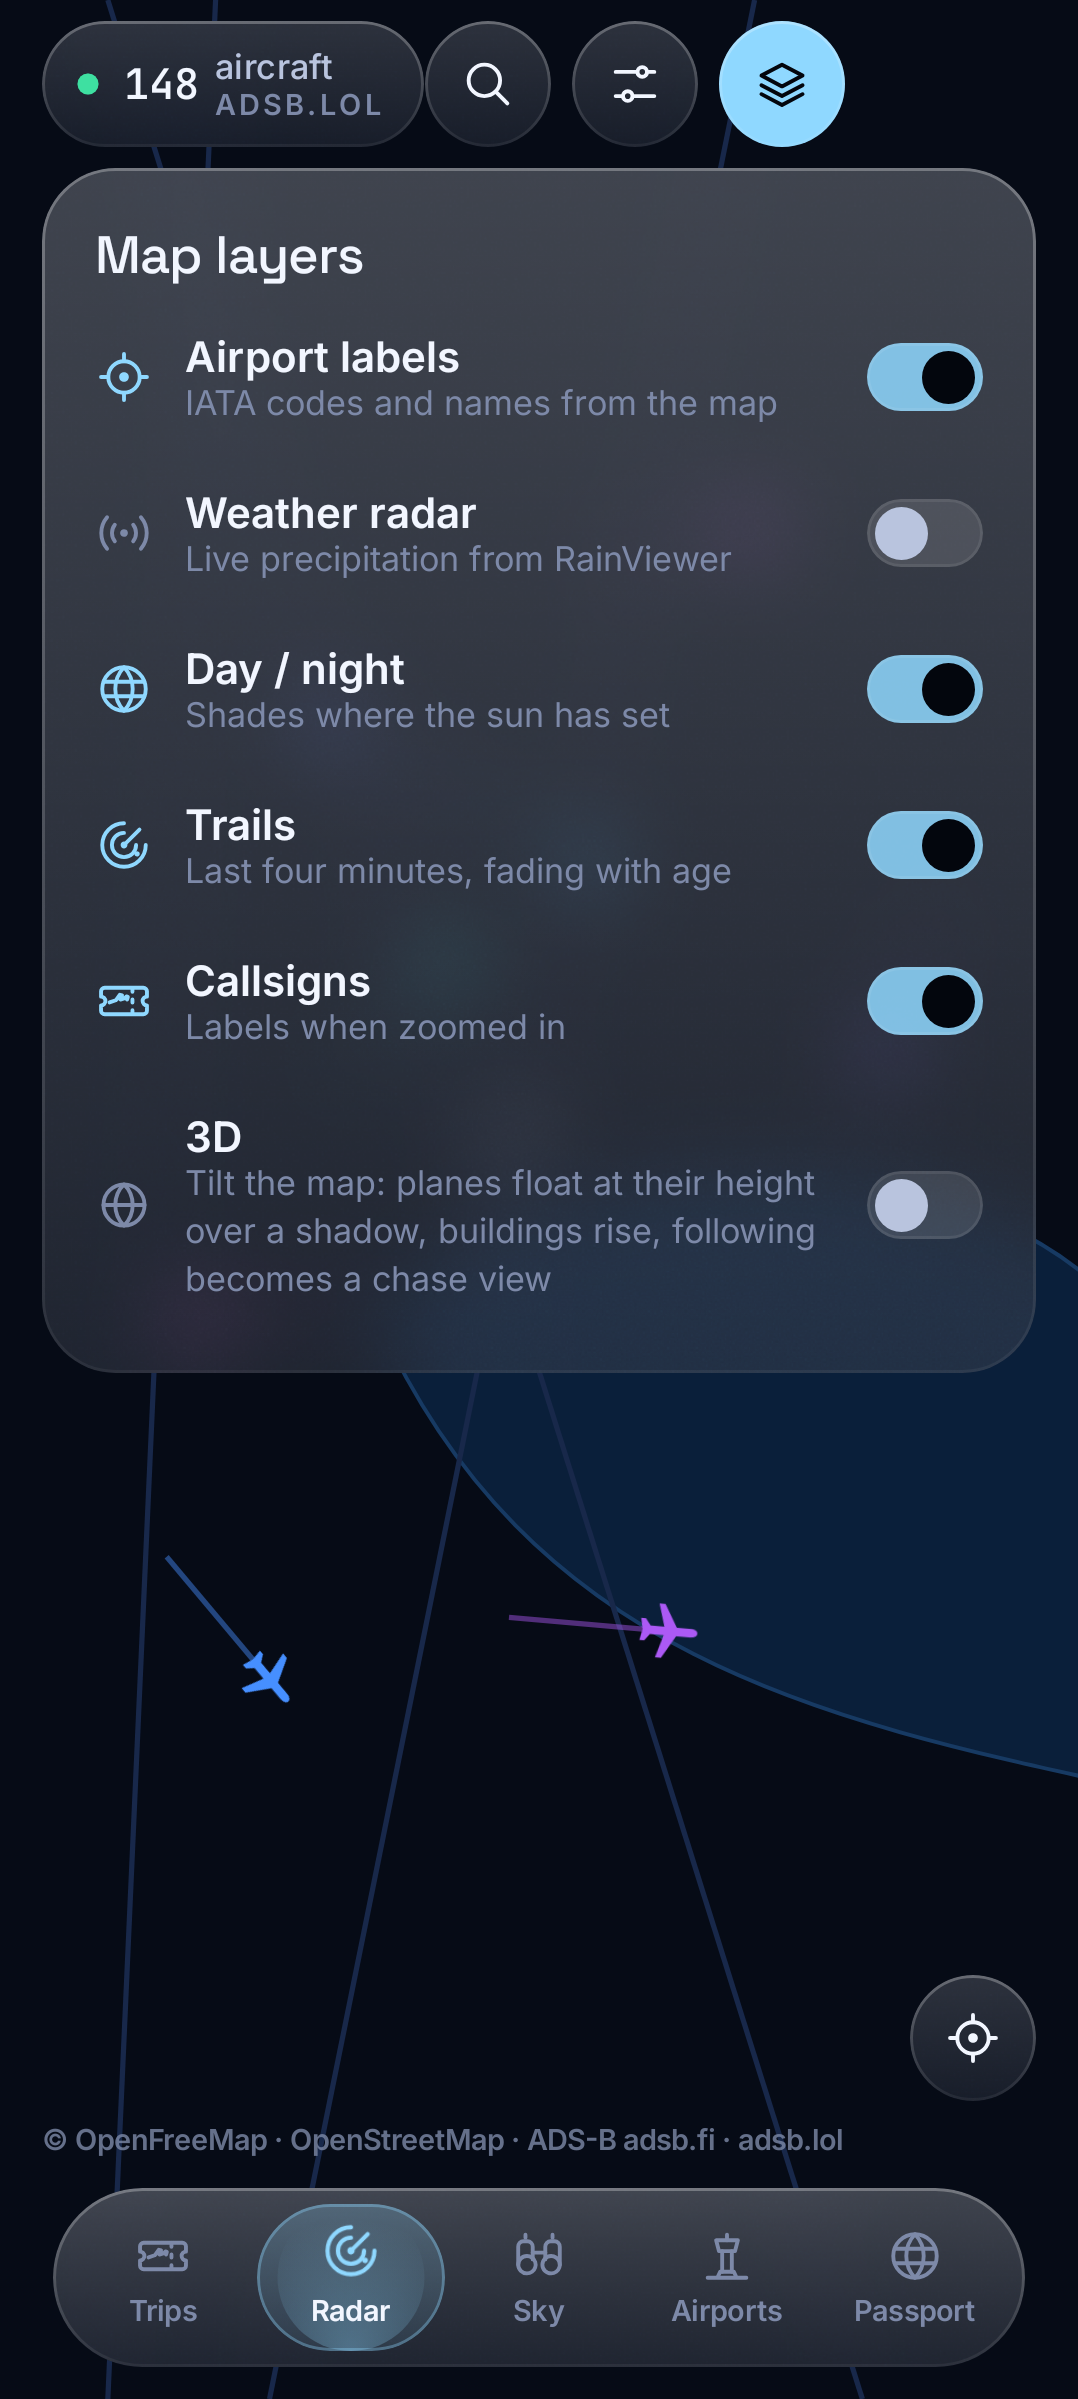 148 aircraft
ADSB.LOL
Map layers
Airport labels
IATA codes and names from the map
Weather radar
Live precipitation from RainViewer
Day / night
Shades where the sun has set
Trails
Last four minutes, fading with age
Callsigns
Labels when zoomed in
3D
Tilt the map: planes float at their height
over a shadow, buildings rise, following
becomes a chase view
© OpenFreeMap · OpenStreetMap · ADS-B adsb.fi · adsb.lol
Trips
Radar
Sky
Airports
Passport